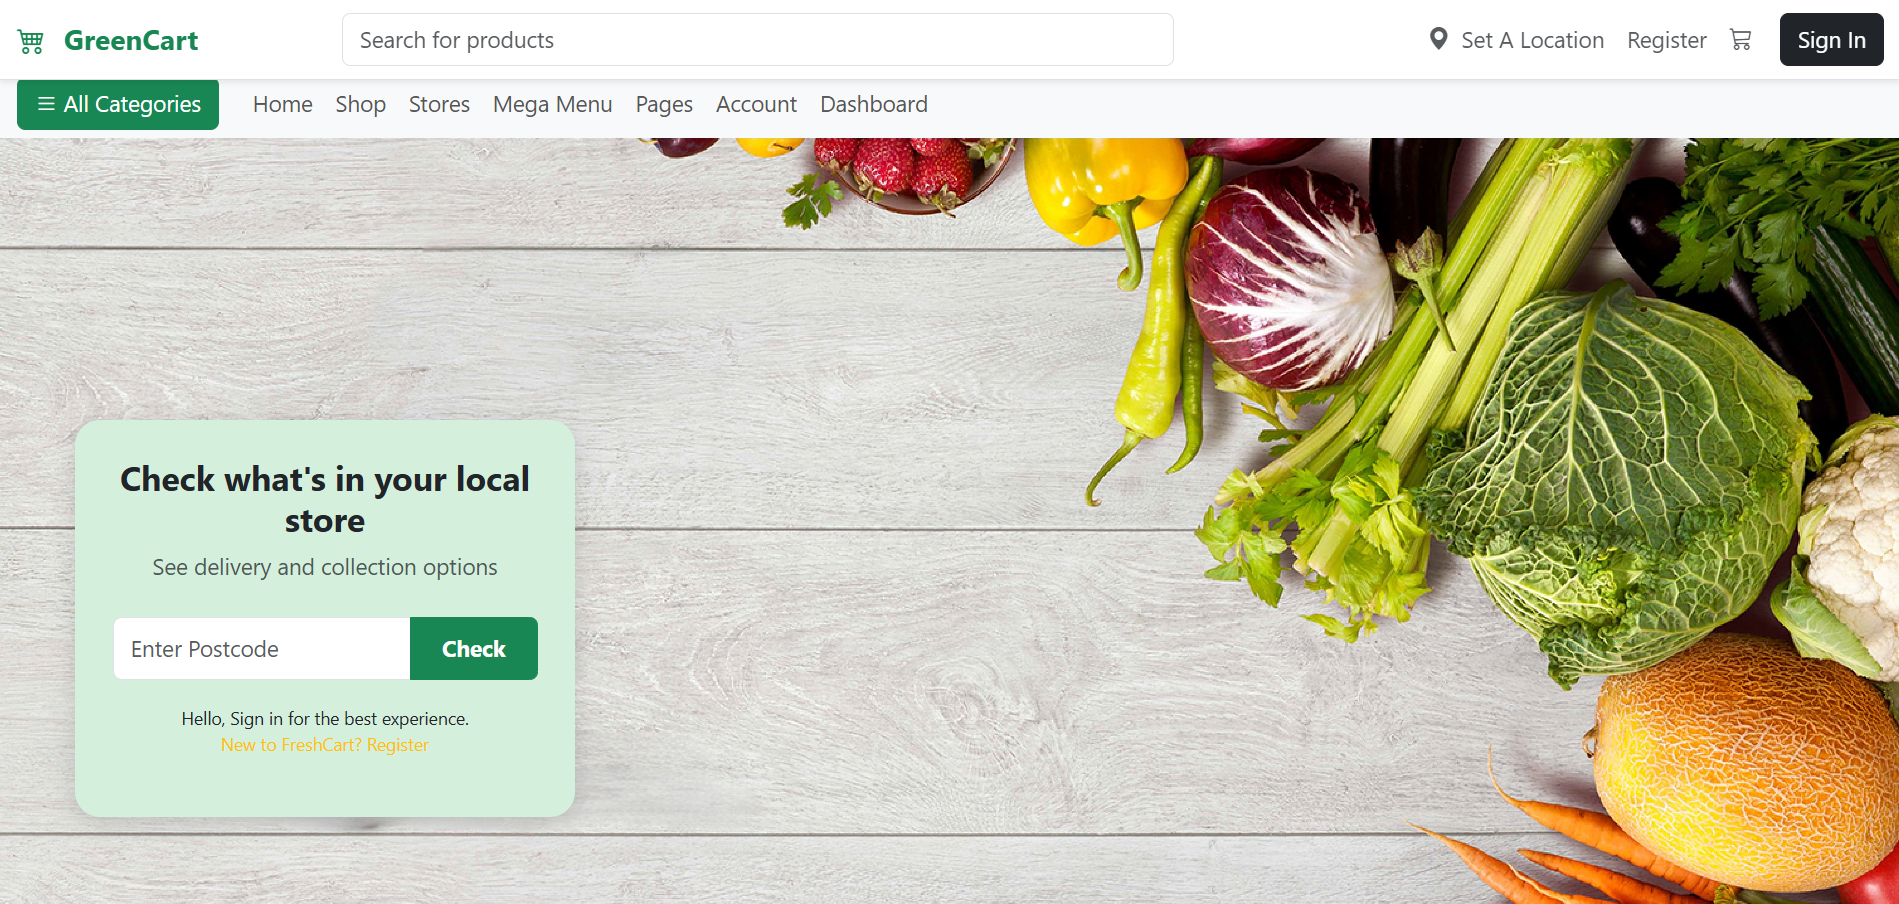 GreenCart
Search for products
Set A Location
Register
Sign In
All Categories
Home
Shop
Stores
Mega Menu
Pages
Account
Dashboard
Check what's in your local
store
See delivery and collection options
Enter Postcode
Check
Hello, Sign in for the best experience.
New to FreshCart? Register